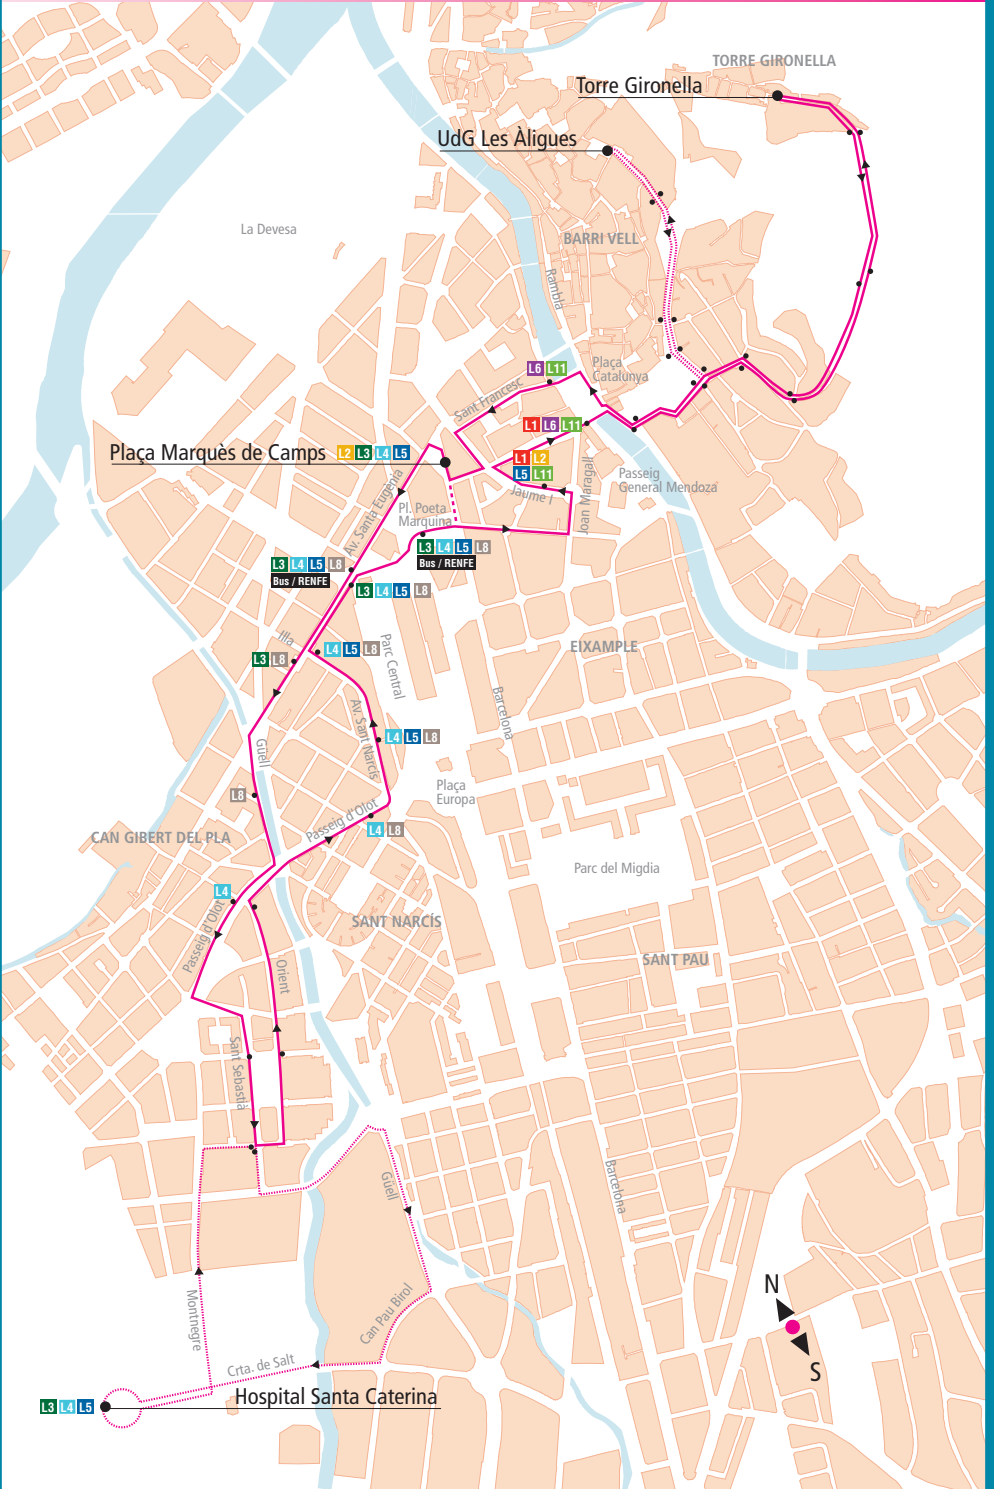 TORRE GIRONELLA
Torre Gironella
UdG Les Àligues
La Devesa
BARRI VELL
Rambla
Plaça
Catalunya
L6 L11
Sant Francesc
L1 L6 L11
Plaça Marquès de Camps L2 L3 L4 L5
L1 L2
L5 L11
Jaume I
Joan Maragall
Passeig
General Mendoza
Av. Santa Eugènia
Pl. Poeta
Marquina
L3 L4 L5 L8
Bus / RENFE
L3 L4 L5 L8
Bus / RENFE
L3 L4 L5 L8
Illa
L4 L5 L8
L3 L8
Parc Central
EIXAMPLE
Barcelona
Av. Sant Narcís
L4 L5 L8
Güell
Plaça
Europa
L8
Passeig d'Olot
L4 L8
CAN GIBERT DEL PLA
Parc del Migdia
L4
Passeig d'Olot
SANT NARCÍS
SANT PAU
Orient
Sant Sebastià
Güell
Barcelona
Can Pau Birol
Montnegre
Crta. de Salt
N
S
L3 L4 L5
Hospital Santa Caterina